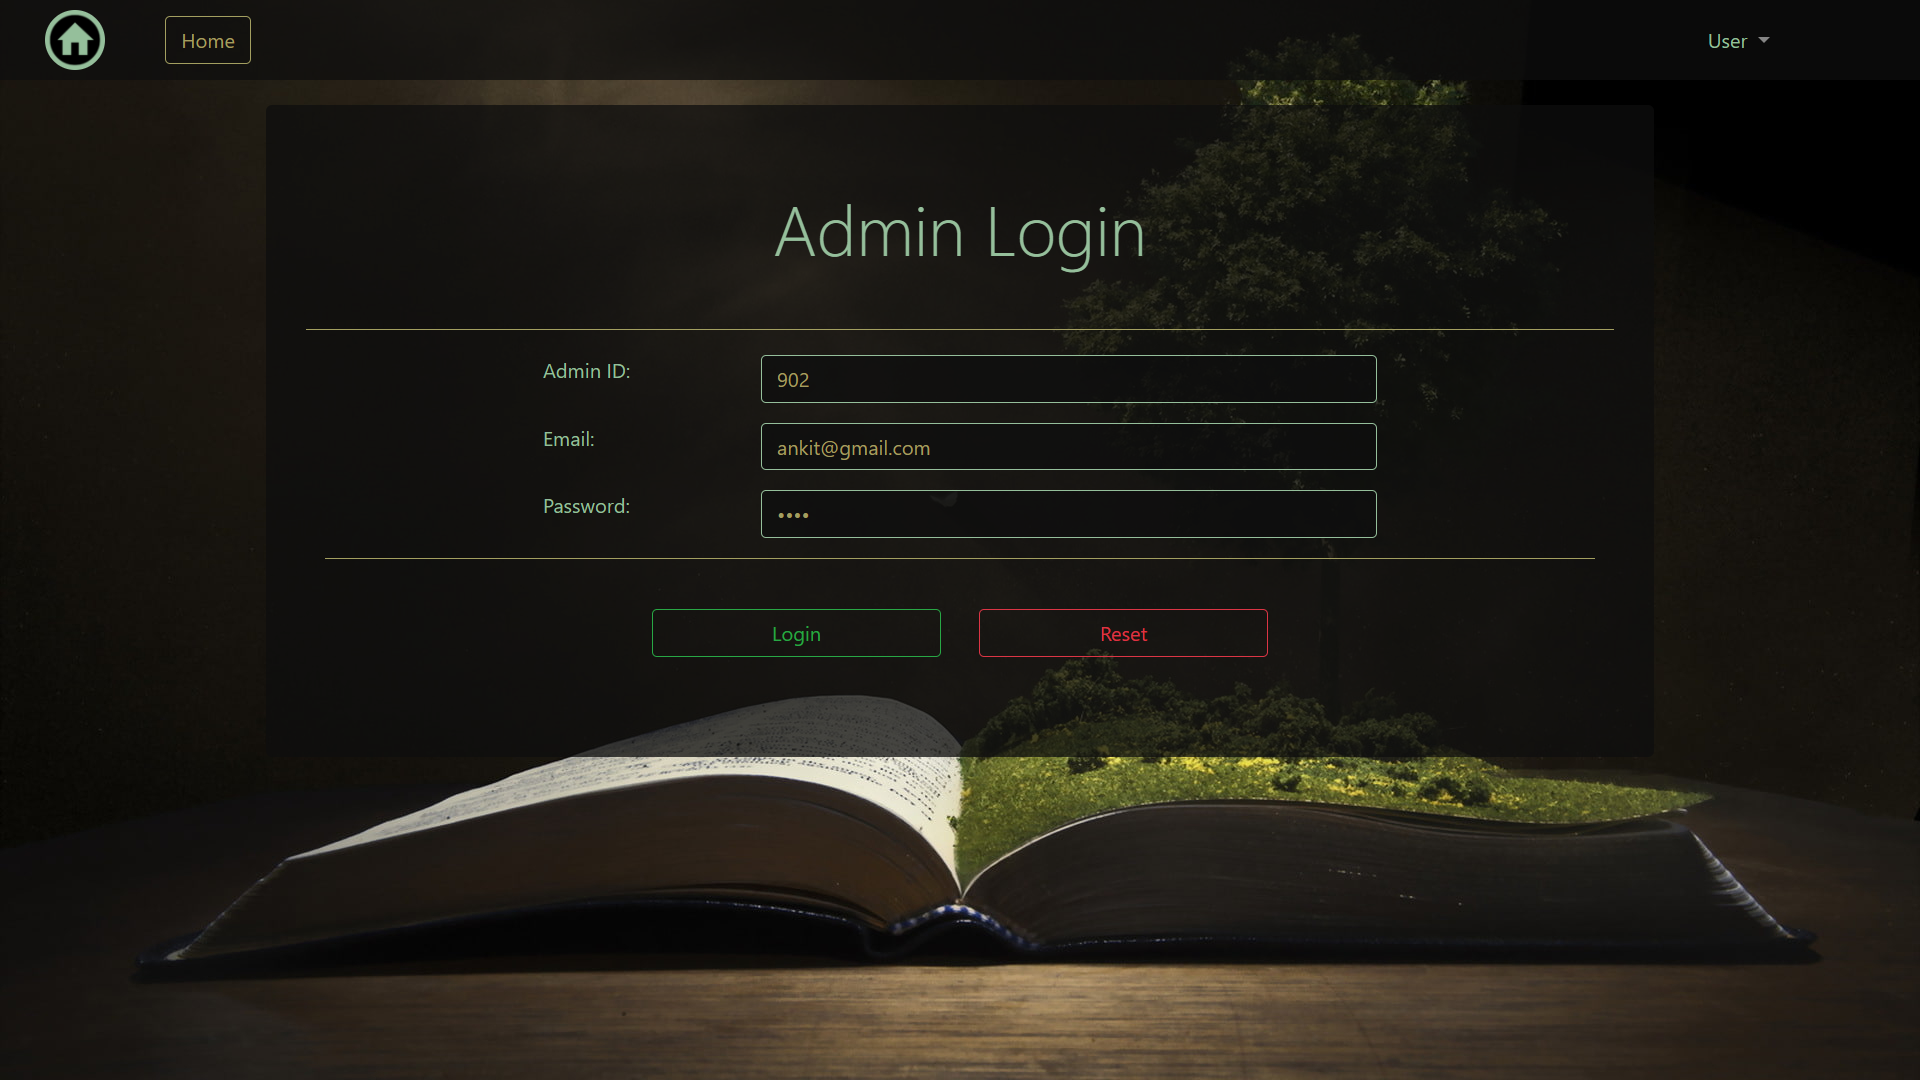 Home
User
Admin Login
Admin ID:
902
Email:
ankit@gmail.com
Password:
••••
Login
Reset